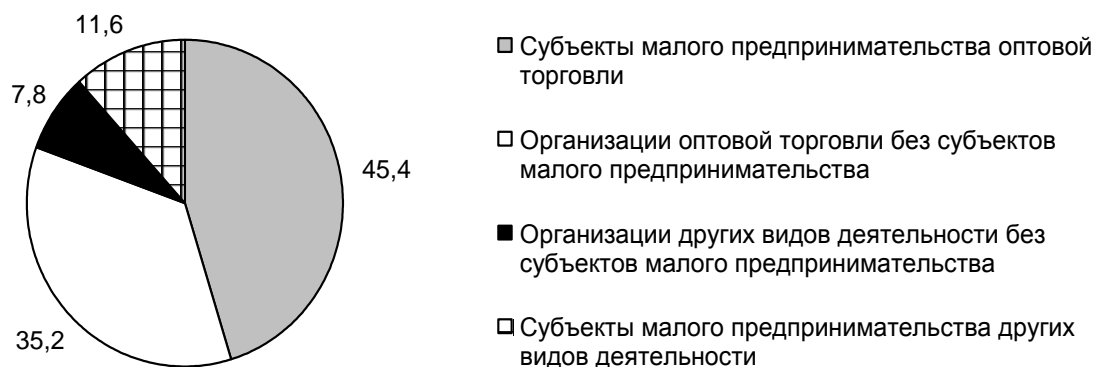 11,6
7,8
45,4
35,2
Субъекты малого предпринимательства оптовой
торговли
Организации оптовой торговли без субъектов
малого предпринимательства
Организации других видов деятельности без
субъектов малого предпринимательства
Субъекты малого предпринимательства других
видов деятельности